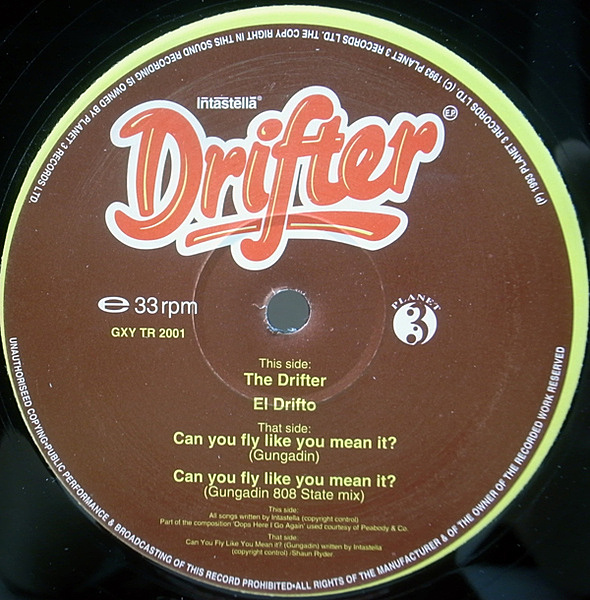 (P) 1993 PLANET 3 RECORDS LTD. (C) 1993 PLANET 3 RECORDS LTD. THE COPY RIGHT IN THIS SOUND RECORDING IS OWNED BY PLANET 3 RECORDS LTD.
Intastella®
Drifter
E.P.
e 33 rpm
GXY TR 2001
PLANET
3
This side:
The Drifter
El Drifto
That side:
Can you fly like you mean it?
(Gungadin)
Can you fly like you mean it?
(Gungadin 808 State mix)
This side:
All songs written by Intastella (copyright control)
Part of the composition 'Oops Here I Go Again' used courtesy of Peabody & Co.
That side:
Can You Fly Like You Mean it? (Gungadin) written by Intastella
(copyright control) /Shaun Ryder.
UNAUTHORISED COPYING•PUBLIC PERFORMANCE & BROADCASTING OF THIS RECORD PROHIBITED•ALL RIGHTS OF THE MANUFACTURER & OF THE OWNER OF THE RECORDED WORK RESERVED